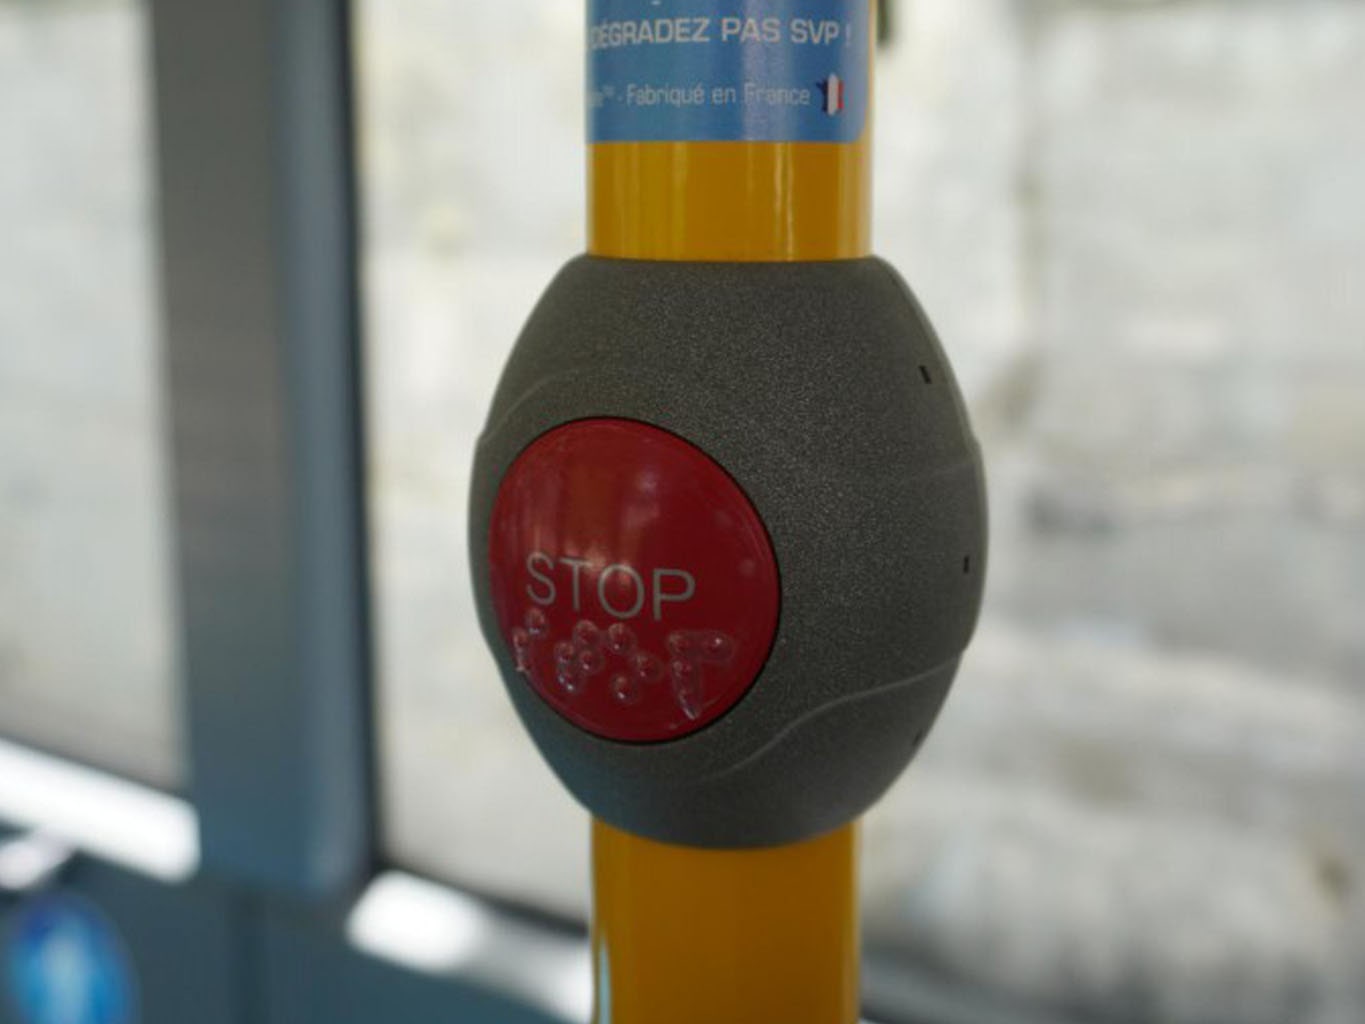 DÉGRADEZ PAS SVP !
- Fabriqué en France
STOP
⠎⠞⠕⠏